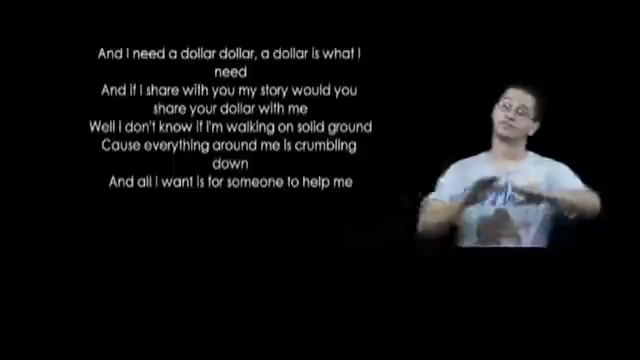 And I need a dollar dollar, a dollar is what I
need
And if I share with you my story would you
share your dollar with me
Well i don't know if i'm walking on solid ground
Cause everything around me is crumbling
down
And all i want is for someone to help me